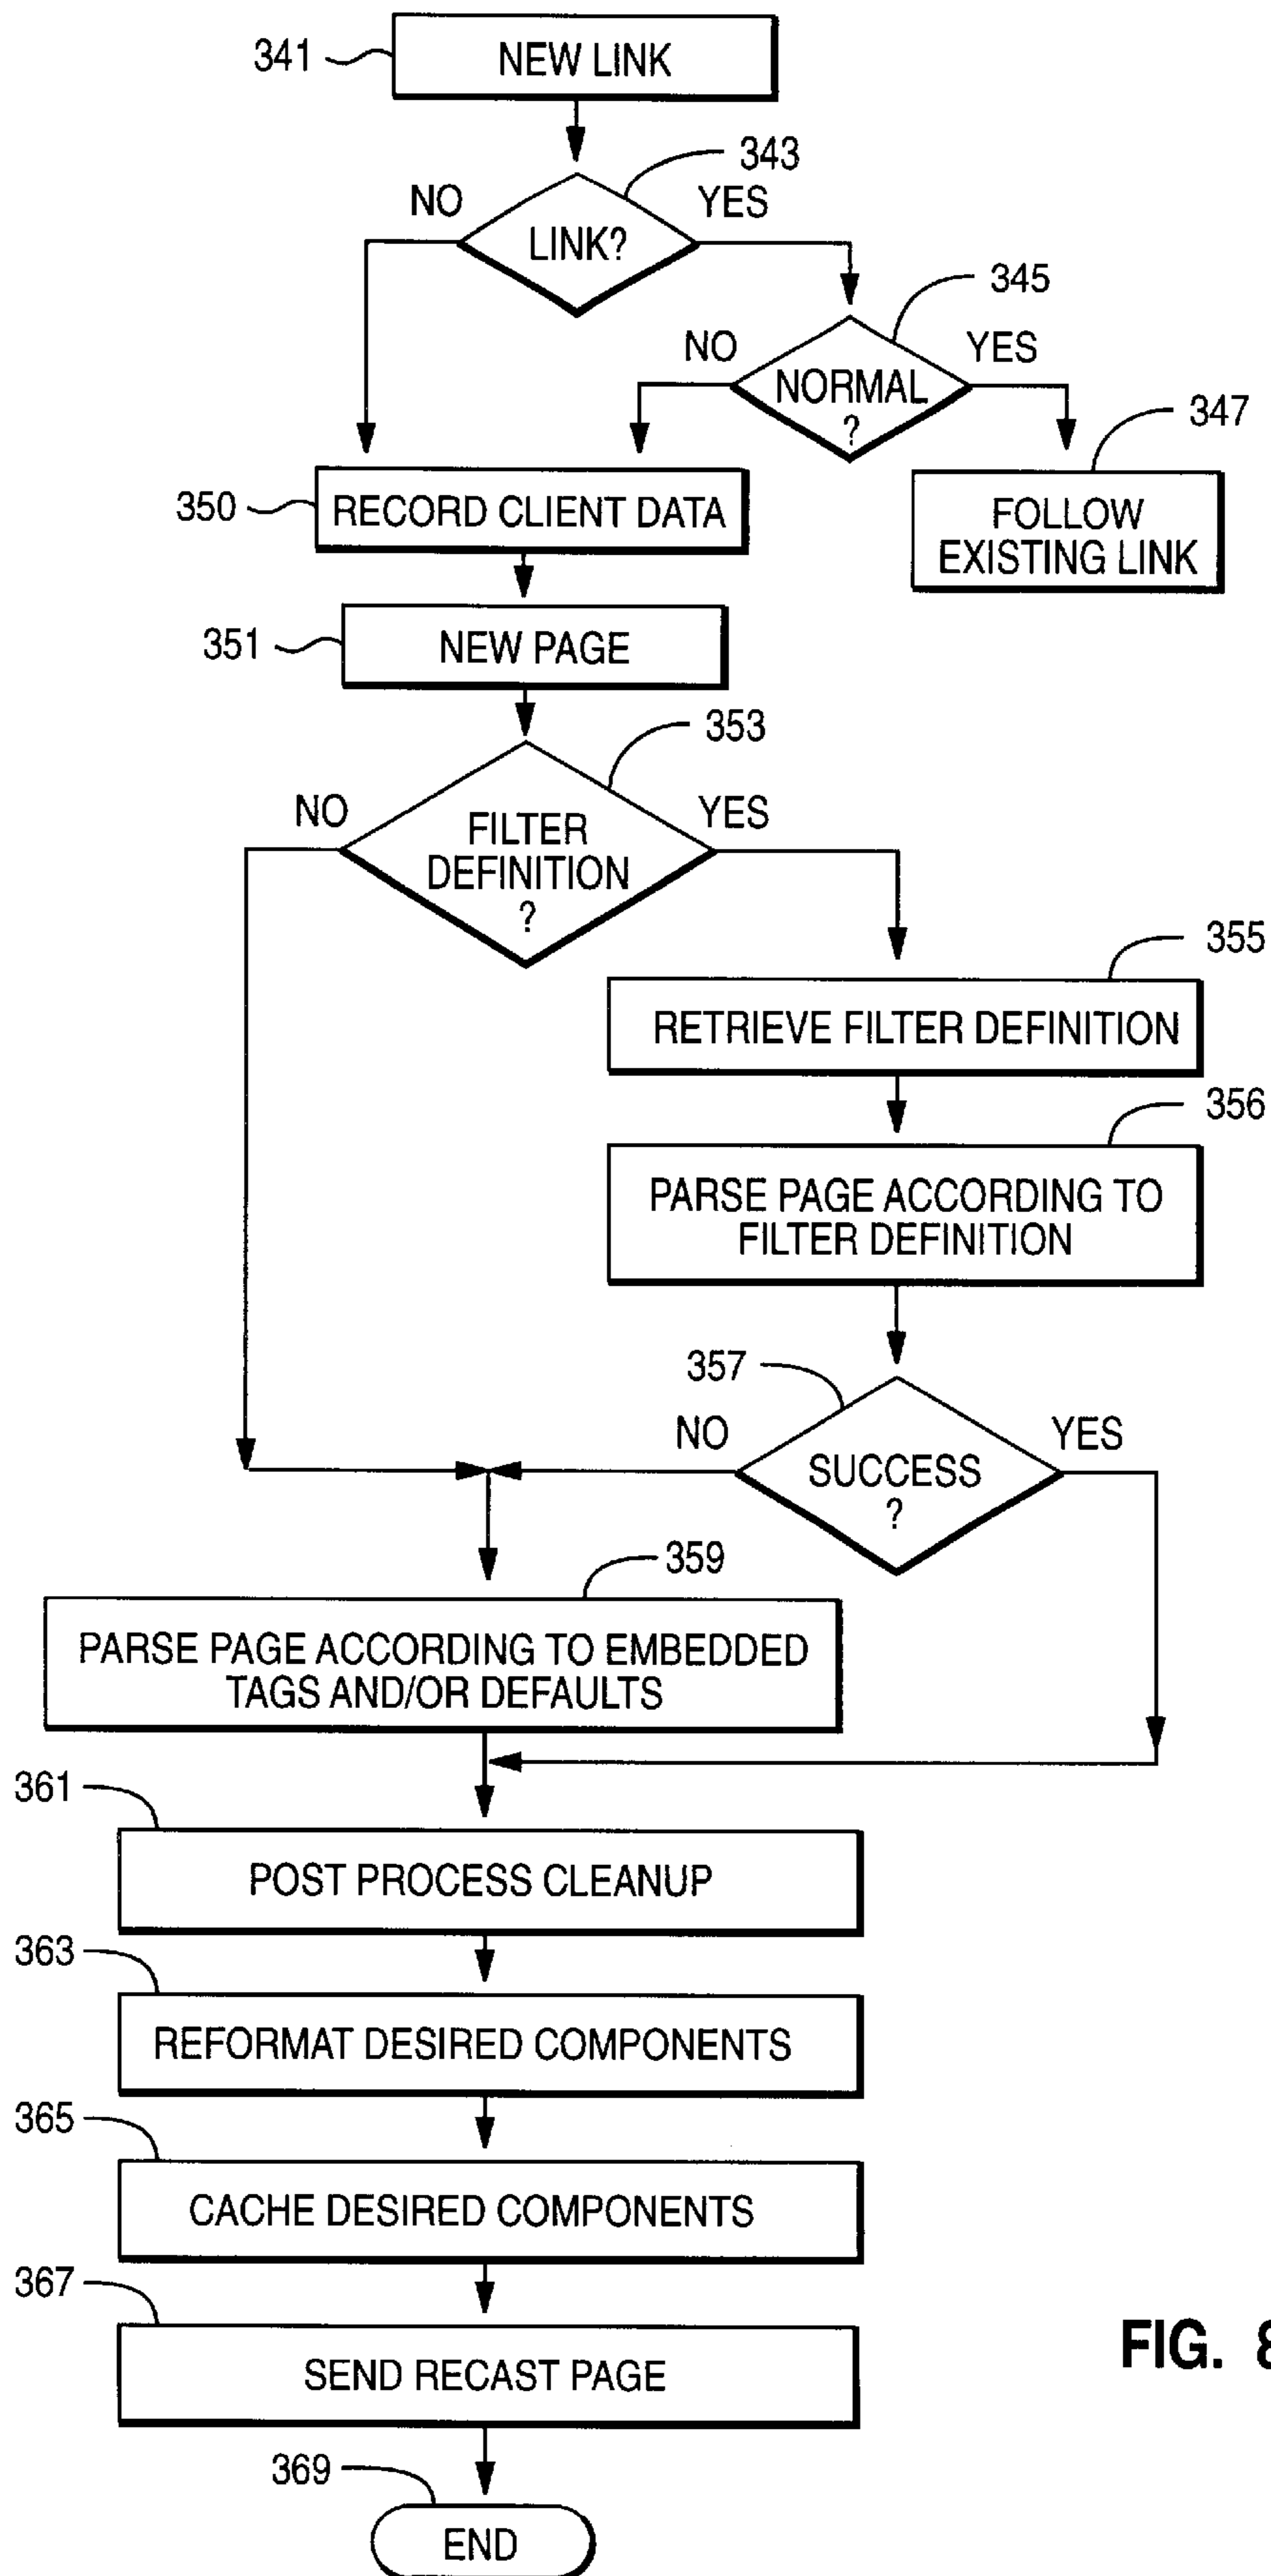 341
NEW LINK
343
NO
YES
LINK?
345
NO
YES
NORMAL
?
347
350
RECORD CLIENT DATA
FOLLOW
EXISTING LINK
351
NEW PAGE
353
NO
YES
FILTER
DEFINITION
?
355
RETRIEVE FILTER DEFINITION
356
PARSE PAGE ACCORDING TO
FILTER DEFINITION
357
NO
YES
SUCCESS
?
359
PARSE PAGE ACCORDING TO EMBEDDED
TAGS AND/OR DEFAULTS
361
POST PROCESS CLEANUP
363
REFORMAT DESIRED COMPONENTS
365
CACHE DESIRED COMPONENTS
367
SEND RECAST PAGE
FIG. 8
369
END